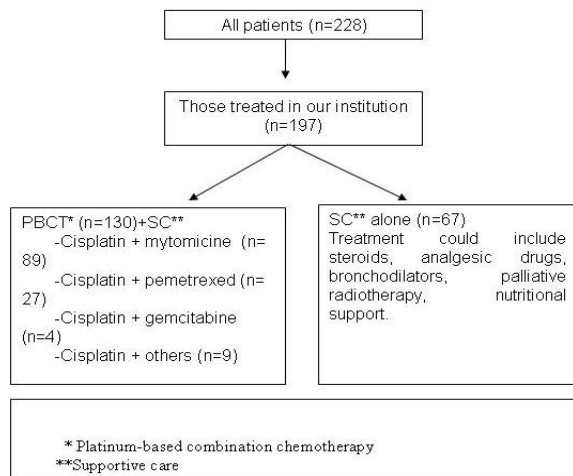 All patients (n=228)
Those treated in our institution
(n=197)
PBCT* (n=130)+SC**
-Cisplatin + mytomicine (n=
89)
-Cisplatin + pemetrexed (n=
27)
-Cisplatin + gemcitabine
(n=4)
-Cisplatin + others (n=9)
SC** alone (n=67)
Treatment could include
steroids, analgesic drugs,
bronchodilators, palliative
radiotherapy, nutritional
support.
* Platinum-based combination chemotherapy
**Supportive care